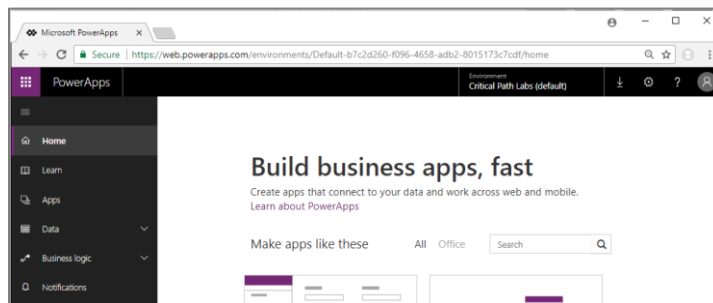 Microsoft PowerApps
Secure https://web.powerapps.com/environments/Default-b7c2d260-f096-4658-adb2-8015173c7cdf/home
PowerApps
Environment
Critical Path Labs (default)
Home
Learn
Apps
Data
Business logic
Notifications
Build business apps, fast
Create apps that connect to your data and work across web and mobile.
Learn about PowerApps
Make apps like these All Office Search